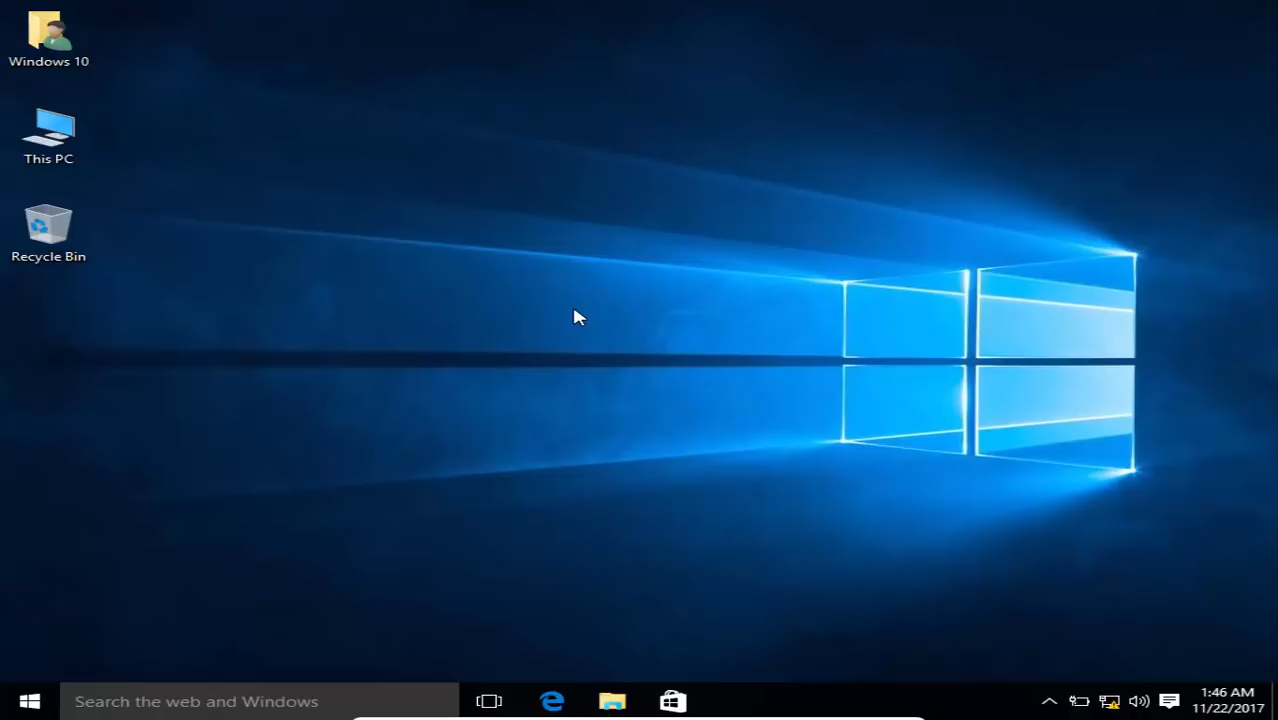 Windows 10
This PC
Recycle Bin
Search the web and Windows
1:46 AM
11/22/2017